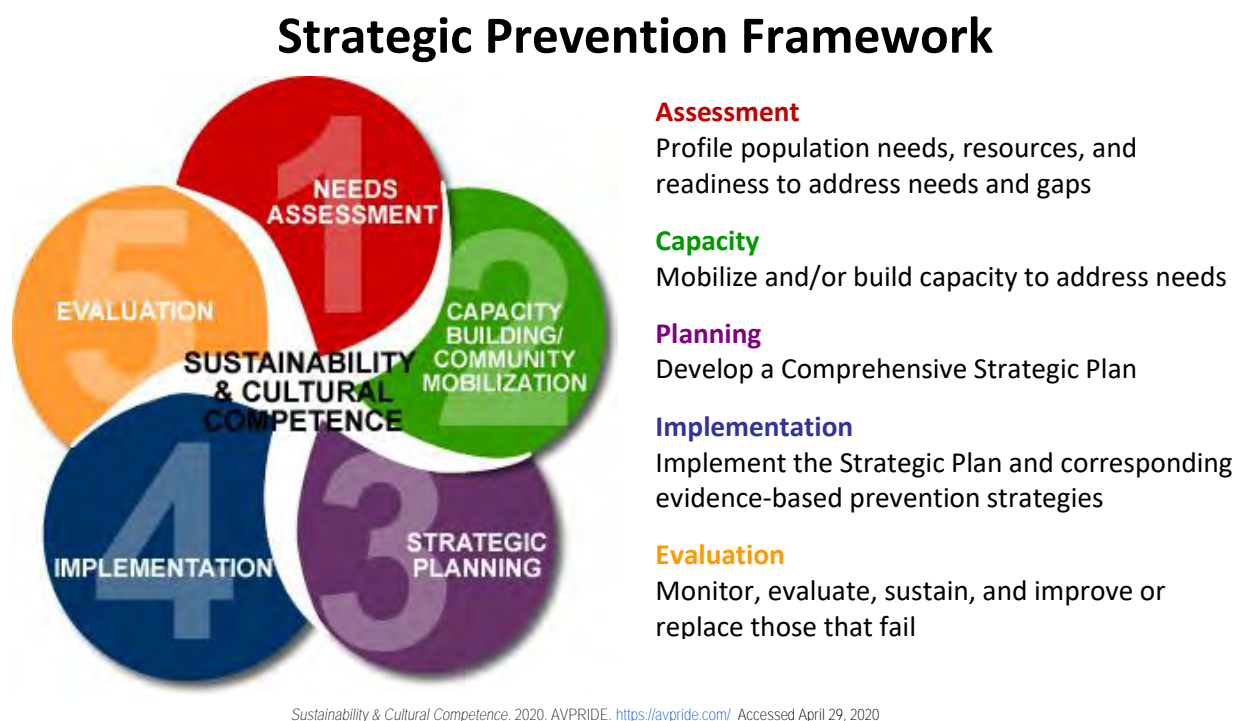 Strategic Prevention Framework
1
NEEDS
ASSESSMENT
2
CAPACITY
BUILDING/
COMMUNITY
MOBILIZATION
3
STRATEGIC
PLANNING
4
IMPLEMENTATION
5
EVALUATION
SUSTAINABILITY
& CULTURAL
COMPETENCE
Assessment
Profile population needs, resources, and
readiness to address needs and gaps
Capacity
Mobilize and/or build capacity to address needs
Planning
Develop a Comprehensive Strategic Plan
Implementation
Implement the Strategic Plan and corresponding
evidence-based prevention strategies
Evaluation
Monitor, evaluate, sustain, and improve or
replace those that fail
Sustainability & Cultural Competence. 2020. AVPRIDE. https://avpride.com/ Accessed April 29, 2020